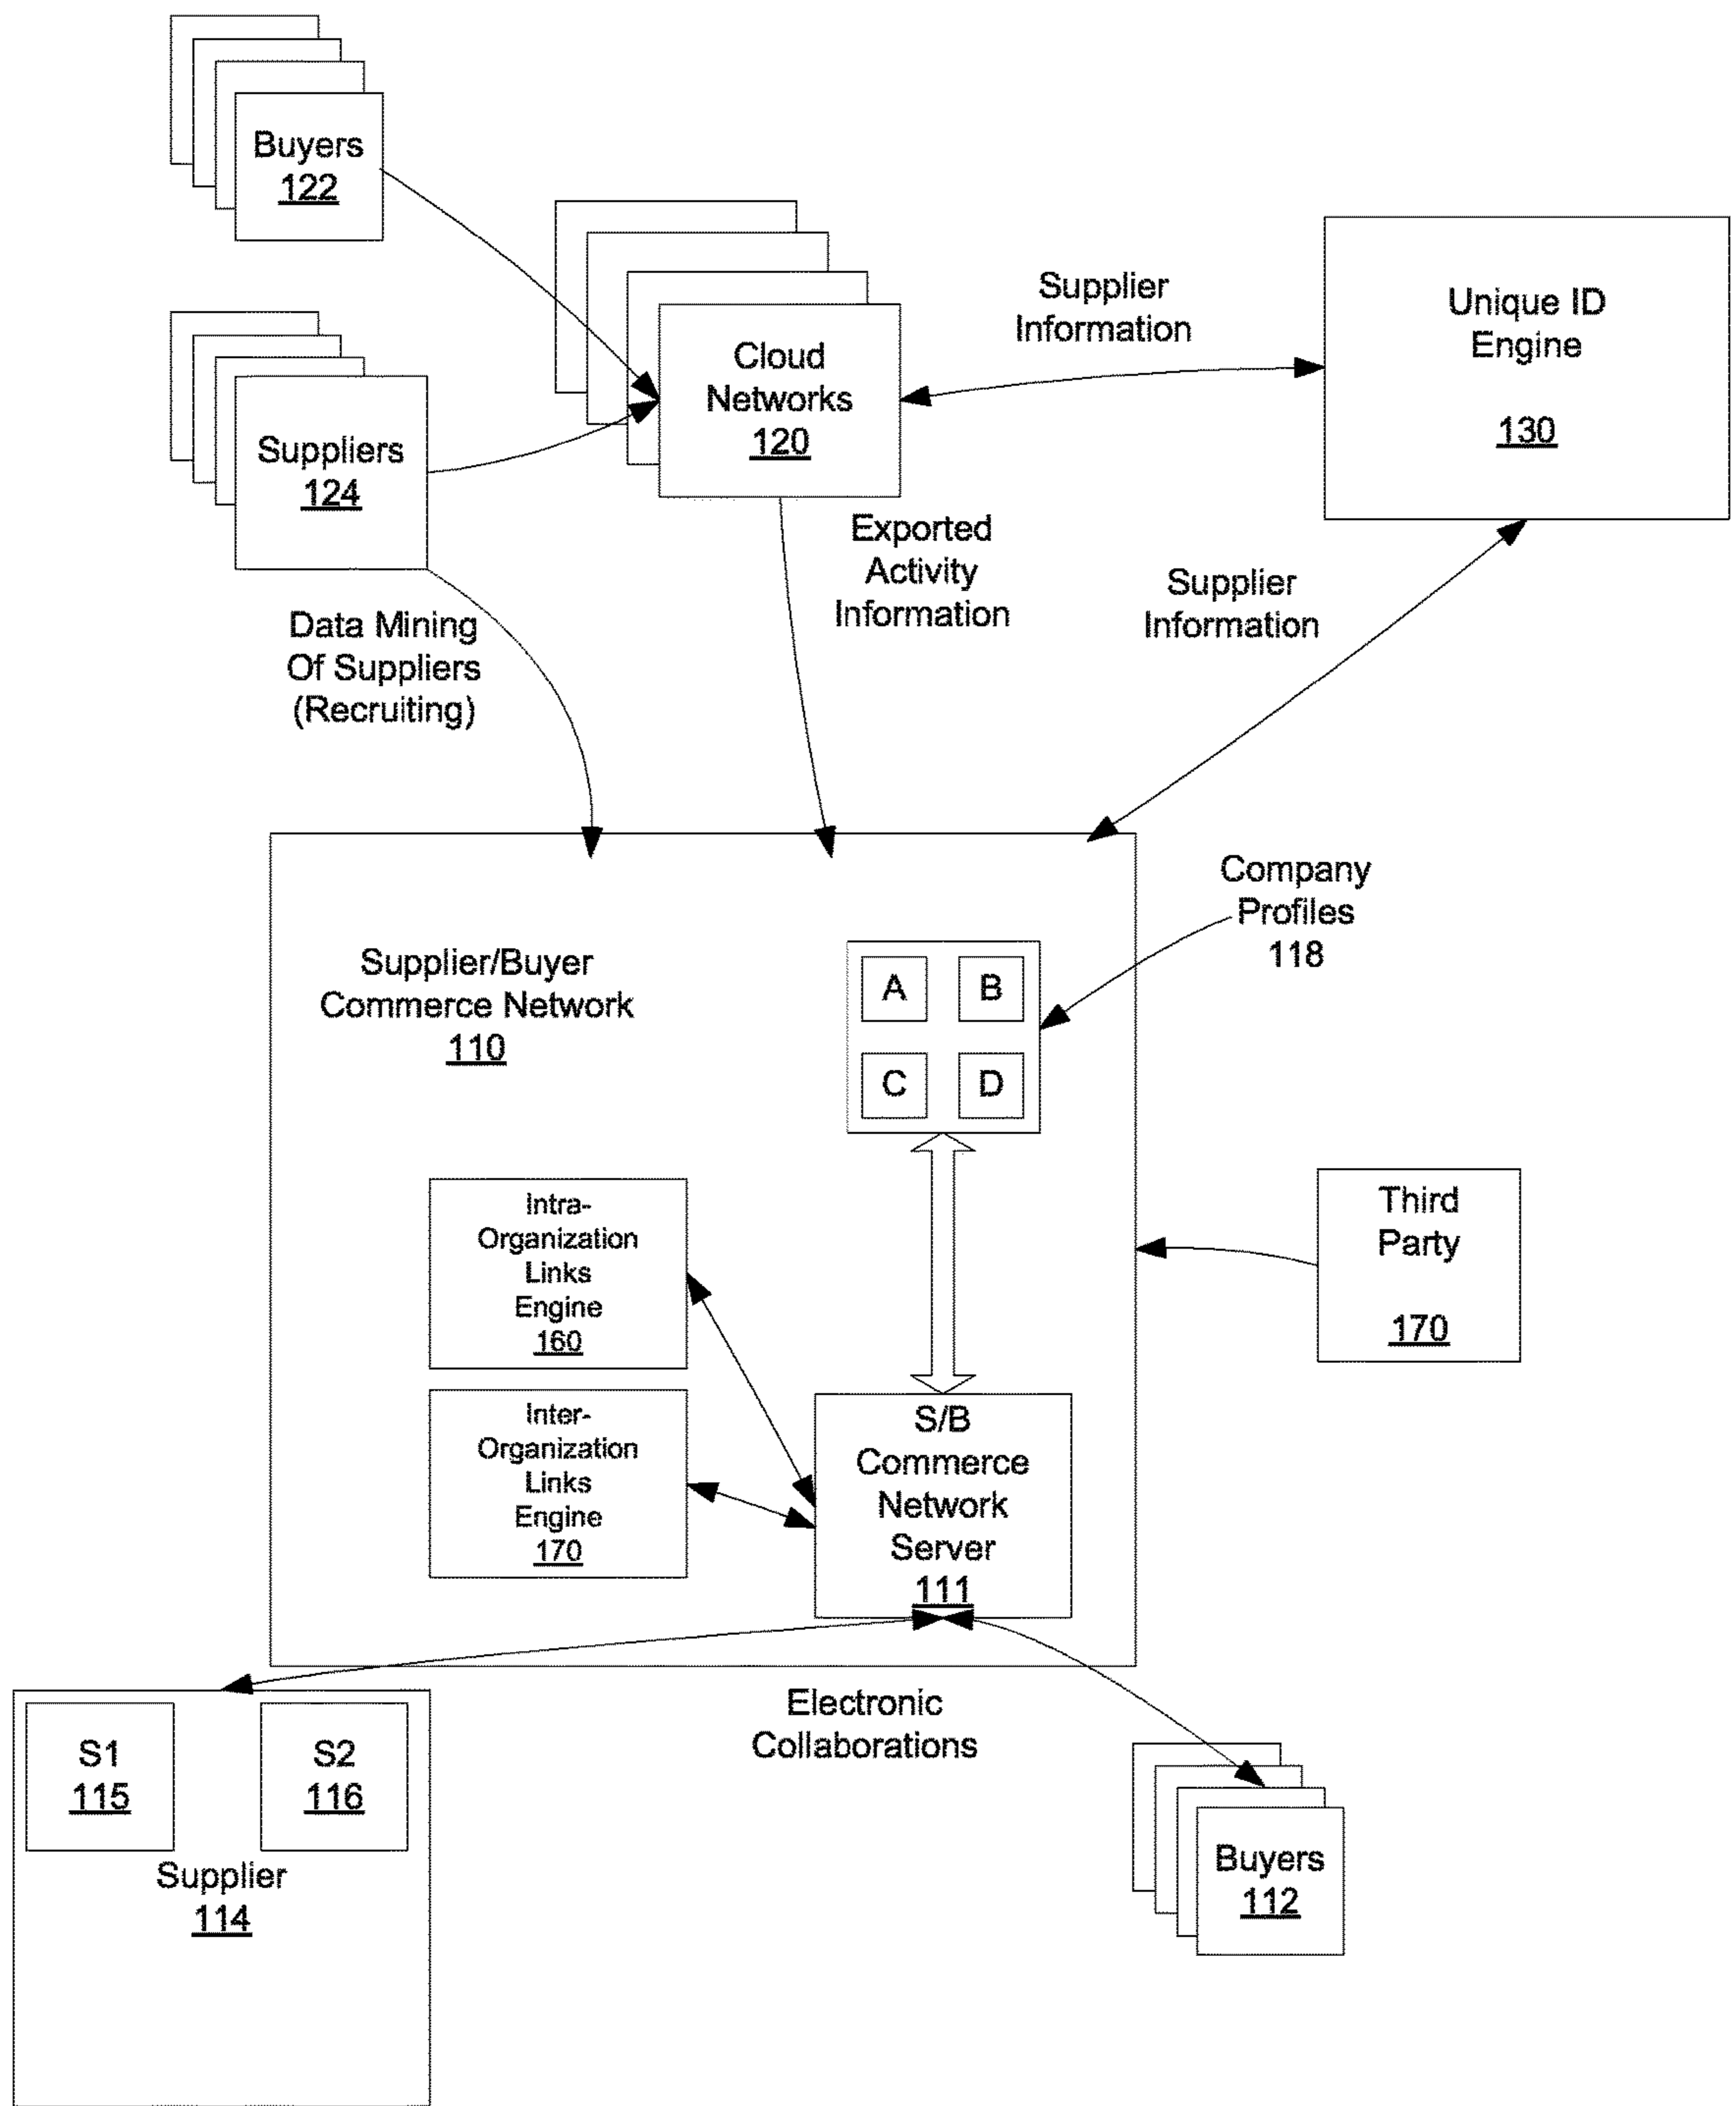 Buyers
122
Suppliers
124
Cloud
Networks
120
Supplier
Information
Unique ID
Engine
130
Data Mining
Of Suppliers
(Recruiting)
Exported
Activity
Information
Supplier
Information
Supplier/Buyer
Commerce Network
110
A
B
C
D
Company
Profiles
118
Intra-
Organization
Links
Engine
160
Inter-
Organization
Links
Engine
170
S/B
Commerce
Network
Server
111
Third
Party
170
S1
115
S2
116
Supplier
114
Electronic
Collaborations
Buyers
112